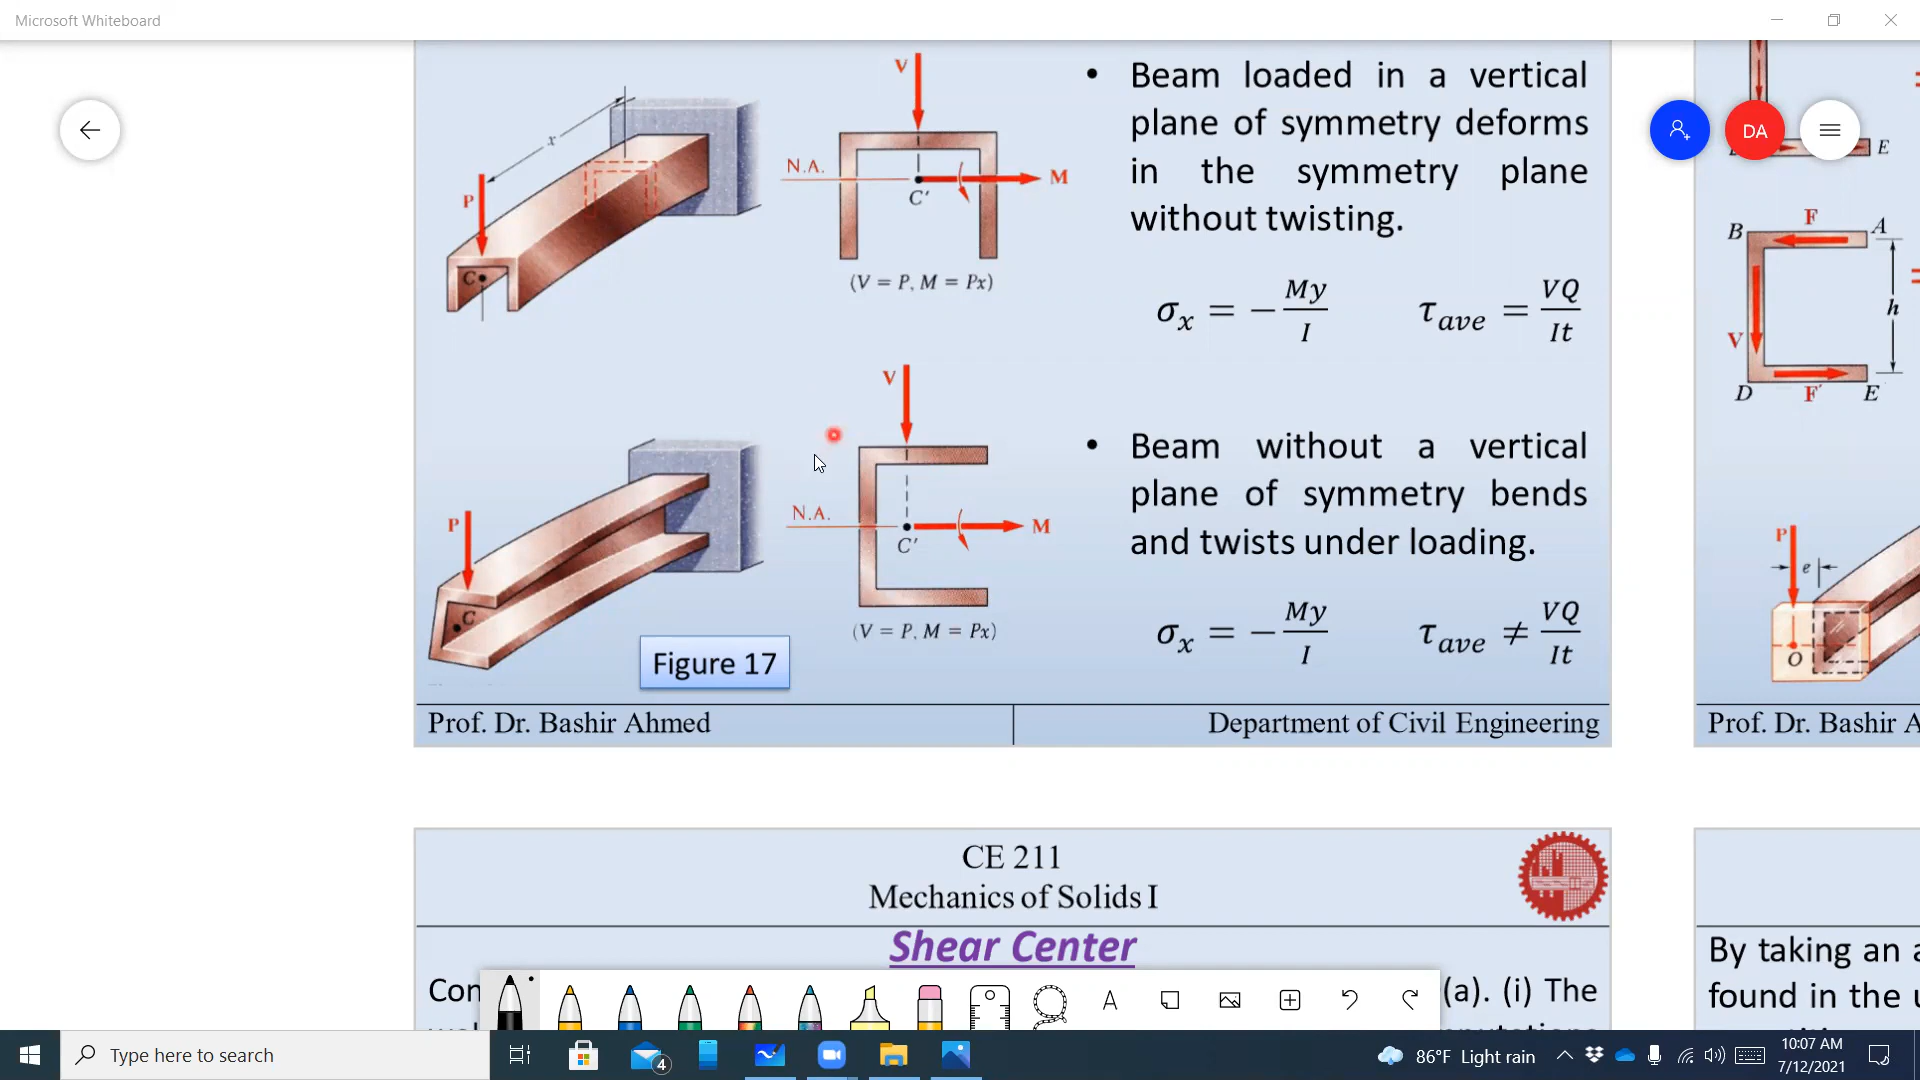 Microsoft Whiteboard
V
N.A.
M
C'
x
P
C
(V = P, M = Px)
• Beam loaded in a vertical
plane of symmetry deforms
in the symmetry plane
without twisting.
σx = − My/I τave = VQ/It
V
N.A.
M
C'
P
C
(V = P, M = Px)
Figure 17
• Beam without a vertical
plane of symmetry bends
and twists under loading.
σx = − My/I τave ≠ VQ/It
Prof. Dr. Bashir Ahmed
Department of Civil Engineering
DA
E
F
B
A
h
V
D
F'
E
P
e
O
Prof. Dr. Bashir A
CE 211
Mechanics of Solids I
Shear Center
Con
(a). (i) The
By taking an a
found in the u
A
Type here to search
4
86°F Light rain
10:07 AM
7/12/2021